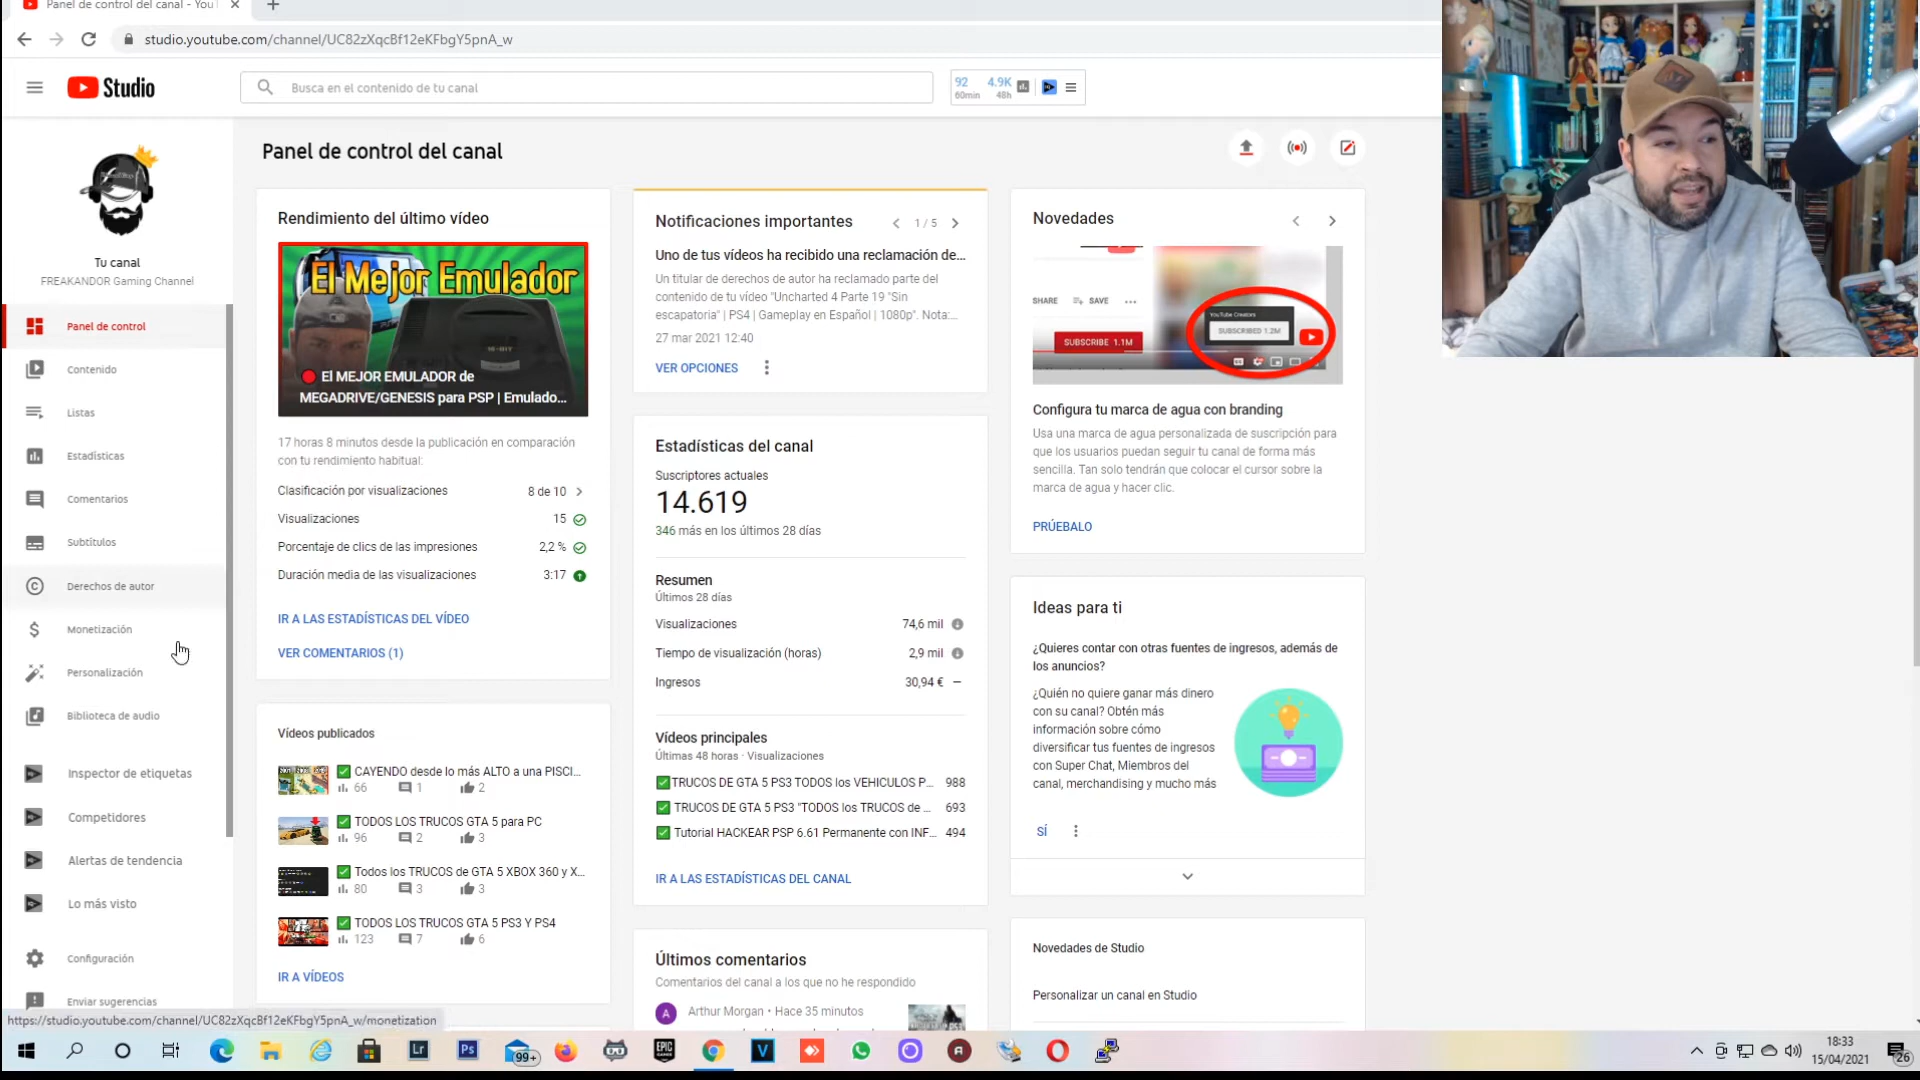 Panel de control del canal - You
studio.youtube.com/channel/UC82zXqcBf12eKFbgY5pnA_w
Studio
Busca en el contenido de tu canal
92 4.9K
60min 48h
Tu canal
FREAKANDOR Gaming Channel
Panel de control
Contenido
Listas
Estadísticas
Comentarios
Subtítulos
Derechos de autor
Monetización
Personalización
Biblioteca de audio
Inspector de etiquetas
Competidores
Alertas de tendencia
Lo más visto
Configuración
Enviar sugerencias
https://studio.youtube.com/channel/UC82zXqcBf12eKFbgY5pnA_w/monetization
Panel de control del canal
Rendimiento del último vídeo
El Mejor Emulador
16-BIT
El MEJOR EMULADOR de
MEGADRIVE/GENESIS para PSP | Emulado...
17 horas 8 minutos desde la publicación en comparación
con tu rendimiento habitual:
Clasificación por visualizaciones 8 de 10
Visualizaciones 15
Porcentaje de clics de las impresiones 2,2 %
Duración media de las visualizaciones 3:17
IR A LAS ESTADÍSTICAS DEL VÍDEO
VER COMENTARIOS (1)
Vídeos publicados
CAYENDO desde lo más ALTO a una PISCI...
66 1 2
TODOS LOS TRUCOS GTA 5 para PC
96 2 3
Todos los TRUCOS de GTA 5 XBOX 360 y X...
80 3 3
TODOS LOS TRUCOS GTA 5 PS3 Y PS4
123 7 6
IR A VÍDEOS
Notificaciones importantes 1 / 5
Uno de tus vídeos ha recibido una reclamación de...
Un titular de derechos de autor ha reclamado parte del
contenido de tu vídeo "Uncharted 4 Parte 19 "Sin
escapatoria" | PS4 | Gameplay en Español | 1080p". Nota:...
27 mar 2021 12:40
VER OPCIONES
Estadísticas del canal
Suscriptores actuales
14.619
346 más en los últimos 28 días
Resumen
Últimos 28 días
Visualizaciones 74,6 mil
Tiempo de visualización (horas) 2,9 mil
Ingresos 30,94 € —
Vídeos principales
Últimas 48 horas · Visualizaciones
TRUCOS DE GTA 5 PS3 TODOS los VEHICULOS P... 988
TRUCOS DE GTA 5 PS3 "TODOS los TRUCOS de ... 693
Tutorial HACKEAR PSP 6.61 Permanente con INF... 494
IR A LAS ESTADÍSTICAS DEL CANAL
Últimos comentarios
Comentarios del canal a los que no he respondido
A Arthur Morgan • Hace 35 minutos
Novedades
SHARE SAVE
SUBSCRIBE 1.1M
YouTube Creators
SUBSCRIBED 1.2M
Configura tu marca de agua con branding
Usa una marca de agua personalizada de suscripción para
que los usuarios puedan seguir tu canal de forma más
sencilla. Tan solo tendrán que colocar el cursor sobre la
marca de agua y hacer clic.
PRUÉBALO
Ideas para ti
¿Quieres contar con otras fuentes de ingresos, además de
los anuncios?
¿Quién no quiere ganar más dinero
con su canal? Obtén más
información sobre cómo
diversificar tus fuentes de ingresos
con Super Chat, Miembros del
canal, merchandising y mucho más
SÍ
Novedades de Studio
Personalizar un canal en Studio
Lr
Ps
99+
EPIC
GAMES
V
18:33
15/04/2021
26